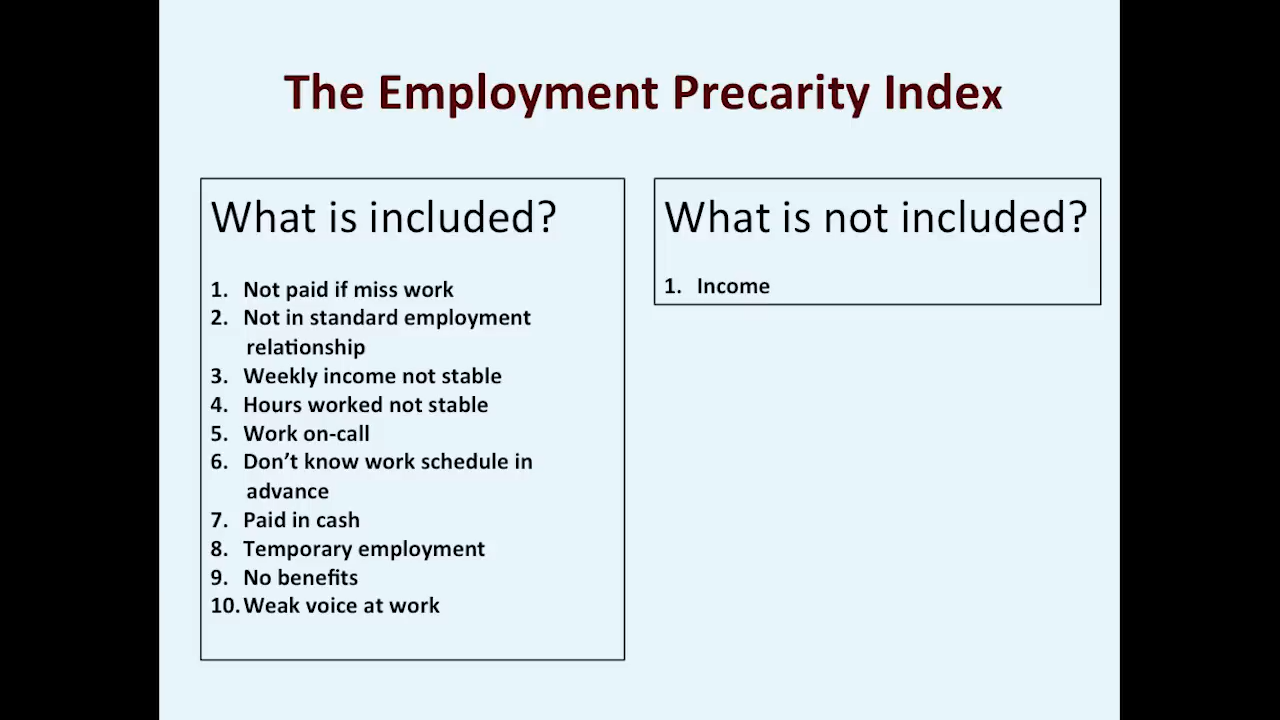 The Employment Precarity Index
What is included?
1. Not paid if miss work
2. Not in standard employment
relationship
3. Weekly income not stable
4. Hours worked not stable
5. Work on-call
6. Don’t know work schedule in
advance
7. Paid in cash
8. Temporary employment
9. No benefits
10. Weak voice at work
What is not included?
1. Income